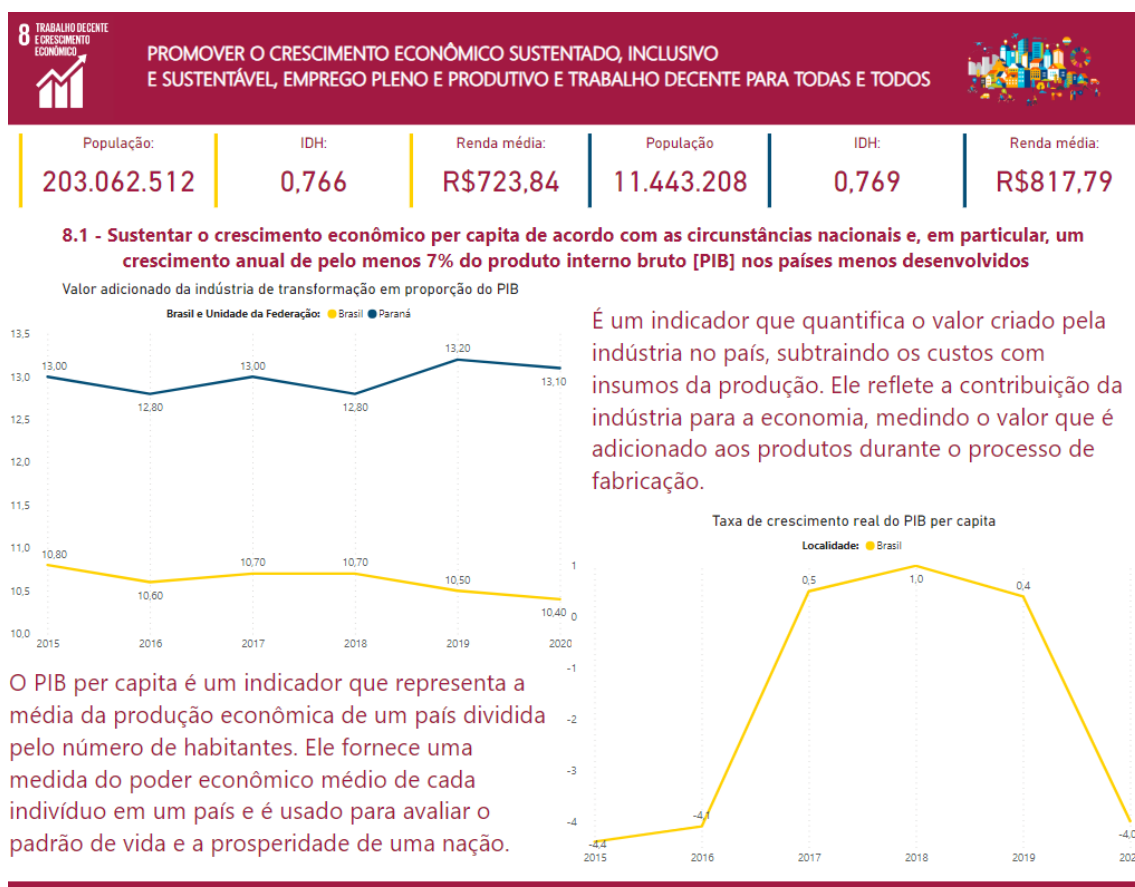 8 TRABALHO DECENTE
E CRESCIMENTO
ECONÔMICO
PROMOVER O CRESCIMENTO ECONÔMICO SUSTENTADO, INCLUSIVO
E SUSTENTÁVEL, EMPREGO PLENO E PRODUTIVO E TRABALHO DECENTE PARA TODAS E TODOS
População: IDH: Renda média: População IDH: Renda média:
203.062.512 0,766 R$723,84 11.443.208 0,769 R$817,79
8.1 - Sustentar o crescimento econômico per capita de acordo com as circunstâncias nacionais e, em particular, um
crescimento anual de pelo menos 7% do produto interno bruto [PIB] nos países menos desenvolvidos
Valor adicionado da indústria de transformação em proporção do PIB
Brasil e Unidade da Federação: Brasil Paraná
13,5
13,0
12,5
12,0
11,5
11,0
10,5
10,0
13,00
12,80
13,00
12,80
13,20
13,10
10,80
10,60
10,70
10,70
10,50
10,40
2015 2016 2017 2018 2019 2020
É um indicador que quantifica o valor criado pela
indústria no país, subtraindo os custos com
insumos da produção. Ele reflete a contribuição da
indústria para a economia, medindo o valor que é
adicionado aos produtos durante o processo de
fabricação.
O PIB per capita é um indicador que representa a
média da produção econômica de um país dividida
pelo número de habitantes. Ele fornece uma
medida do poder econômico médio de cada
indivíduo em um país e é usado para avaliar o
padrão de vida e a prosperidade de uma nação.
Taxa de crescimento real do PIB per capita
Localidade: Brasil
1
0
-1
-2
-3
-4
-4,4
-4,1
0,5
1,0
0,4
-4,0
2015 2016 2017 2018 2019 202